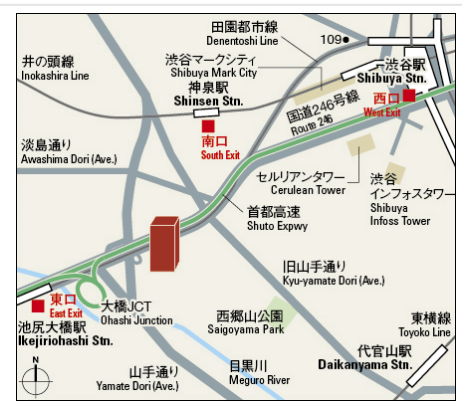 田園都市線
Denentoshi Line
109
井の頭線
Inokashira Line
渋谷マークシティ
Shibuya Mark City
渋谷駅
Shibuya Stn.
神泉駅
Shinsen Stn.
西口
West Exit
国道246号線
Route 246
南口
South Exit
淡島通り
Awashima Dori (Ave.)
セルリアンタワー
Cerulean Tower
渋谷
インフォスタワー
Shibuya
Infoss Tower
首都高速
Shuto Expwy
旧山手通り
Kyu-yamate Dori (Ave.)
東口
East Exit
大橋JCT
Ohashi Junction
池尻大橋駅
Ikejiriohashi Stn.
西郷山公園
Saigoyama Park
東横線
Toyoko Line
代官山駅
Daikanyama Stn.
目黒川
Meguro River
山手通り
Yamate Dori (Ave.)
N